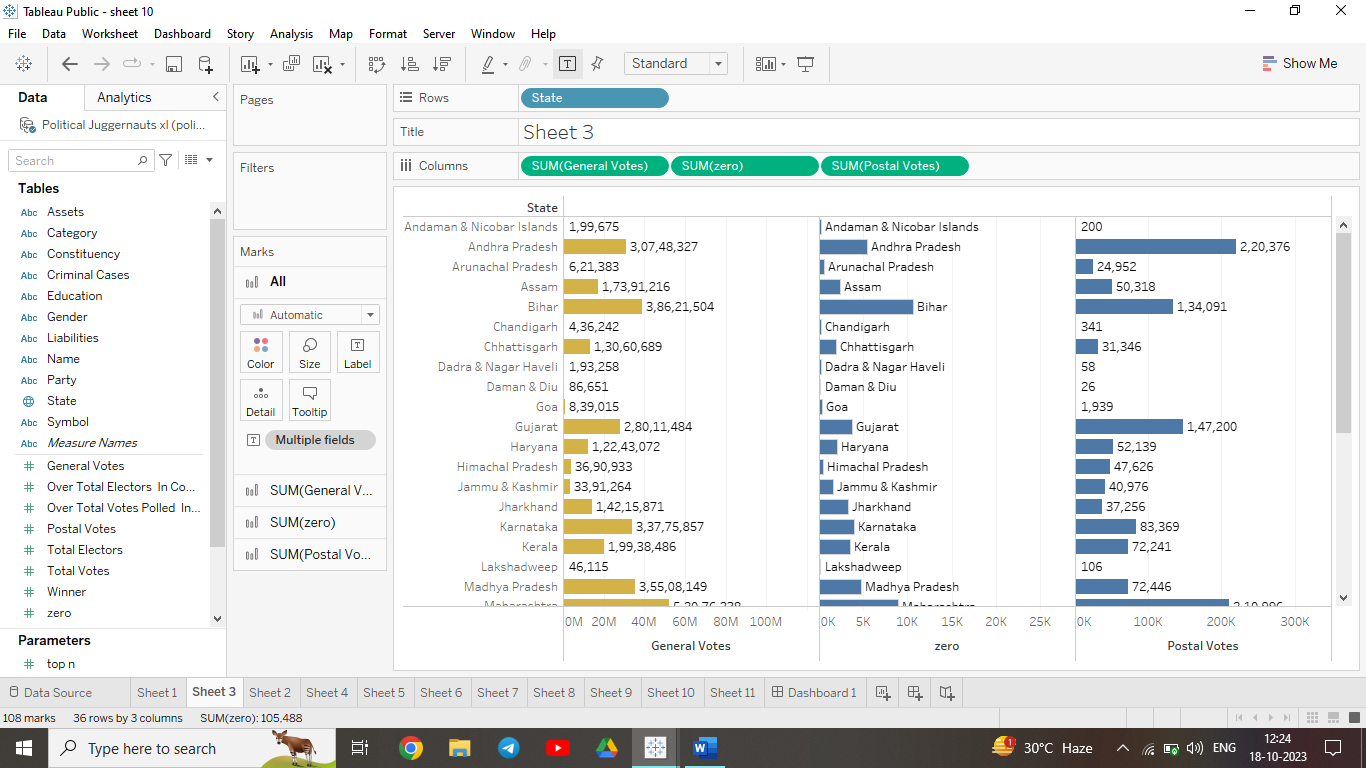 Tableau Public - sheet 10
File Data Worksheet Dashboard Story Analysis Map Format Server Window Help
Standard
Show Me
Data Analytics
Political Juggernauts xl (poli...
Search
Tables
Abc Assets
Abc Category
Abc Constituency
Abc Criminal Cases
Abc Education
Abc Gender
Abc Liabilities
Abc Name
Abc Party
State
Abc Symbol
Abc Measure Names
# General Votes
# Over Total Electors In Co...
# Over Total Votes Polled In...
# Postal Votes
# Total Electors
# Total Votes
# Winner
# zero
Parameters
# top n
Pages
Filters
Marks
All
Automatic
Color Size Label
Detail Tooltip
Multiple fields
SUM(General V...
SUM(zero)
SUM(Postal Vo...
Rows State
Title Sheet 3
Columns SUM(General Votes) SUM(zero) SUM(Postal Votes)
State
Andaman & Nicobar Islands 1,99,675 Andaman & Nicobar Islands 200
Andhra Pradesh 3,07,48,327 Andhra Pradesh 2,20,376
Arunachal Pradesh 6,21,383 Arunachal Pradesh 24,952
Assam 1,73,91,216 Assam 50,318
Bihar 3,86,21,504 Bihar 1,34,091
Chandigarh 4,36,242 Chandigarh 341
Chhattisgarh 1,30,60,689 Chhattisgarh 31,346
Dadra & Nagar Haveli 1,93,258 Dadra & Nagar Haveli 58
Daman & Diu 86,651 Daman & Diu 26
Goa 8,39,015 Goa 1,939
Gujarat 2,80,11,484 Gujarat 1,47,200
Haryana 1,22,43,072 Haryana 52,139
Himachal Pradesh 36,90,933 Himachal Pradesh 47,626
Jammu & Kashmir 33,91,264 Jammu & Kashmir 40,976
Jharkhand 1,42,15,871 Jharkhand 37,256
Karnataka 3,37,75,857 Karnataka 83,369
Kerala 1,99,38,486 Kerala 72,241
Lakshadweep 46,115 Lakshadweep 106
Madhya Pradesh 3,55,08,149 Madhya Pradesh 72,446
Maharashtra Maharashtra
0M 20M 40M 60M 80M 100M 0K 5K 10K 15K 20K 25K 0K 100K 200K 300K
General Votes zero Postal Votes
Data Source Sheet 1 Sheet 3 Sheet 2 Sheet 4 Sheet 5 Sheet 6 Sheet 7 Sheet 8 Sheet 9 Sheet 10 Sheet 11 Dashboard 1
108 marks 36 rows by 3 columns SUM(zero): 105,488
Type here to search
1
30°C Haze
ENG
12:24
18-10-2023